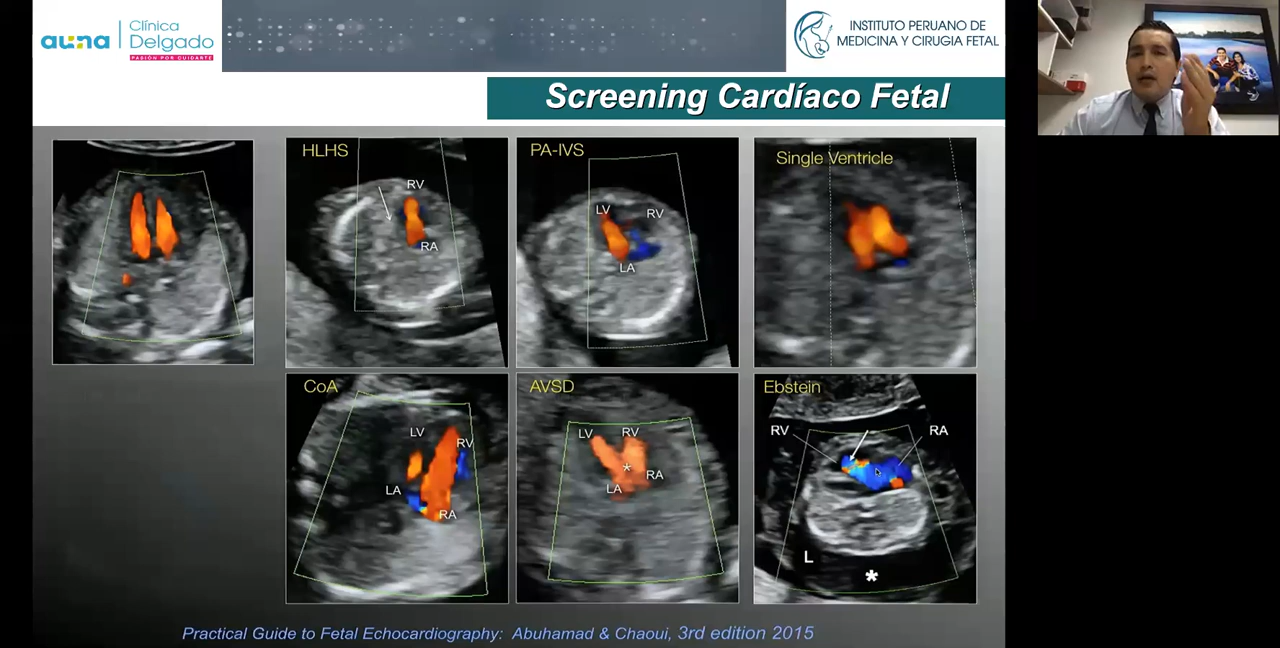 auna
Clínica
Delgado
PASIÓN POR CUIDARTE
INSTITUTO PERUANO DE
MEDICINA Y CIRUGIA FETAL
Screening Cardíaco Fetal
HLHS
RV
RA
PA-IVS
LV
RV
LA
Single Ventricle
CoA
LV
RV
LA
RA
AVSD
LV
RV
*
RA
LA
Ebstein
RV
RA
L
*
Practical Guide to Fetal Echocardiography: Abuhamad & Chaoui, 3rd edition 2015